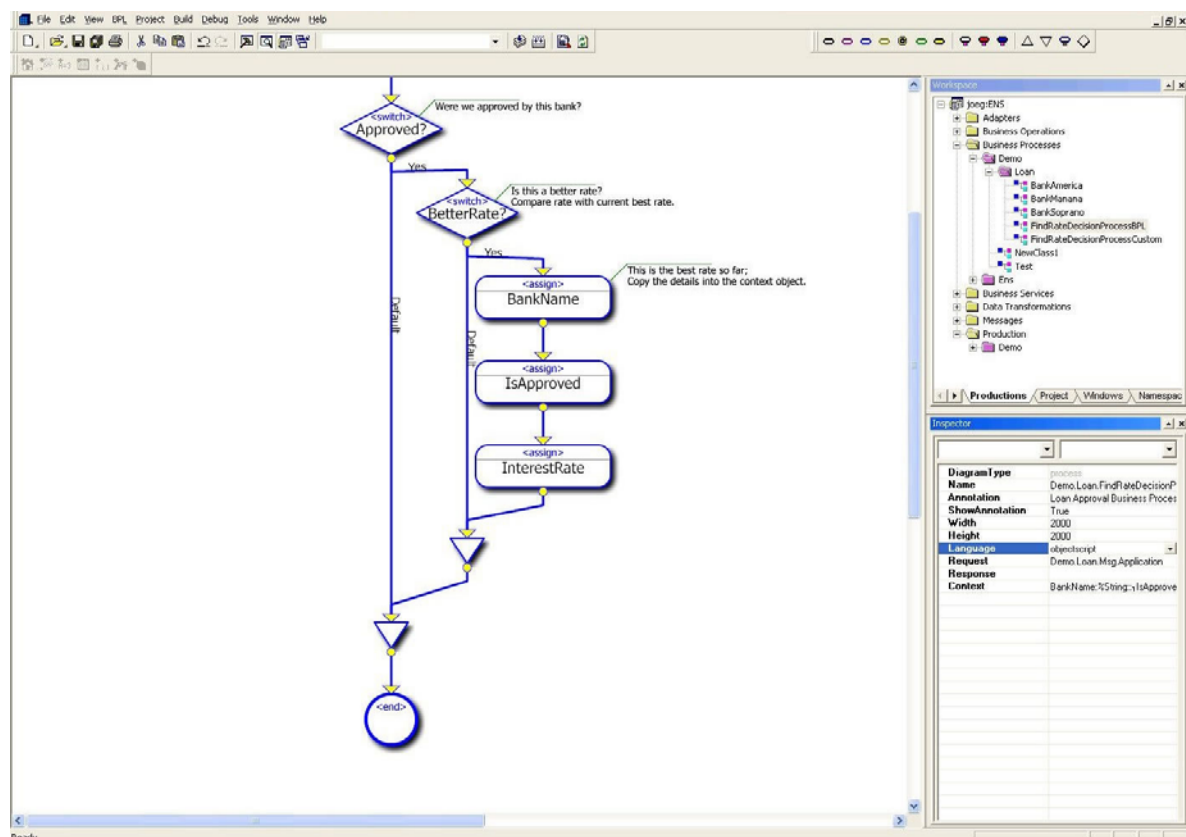 File Edit View BPL Project Build Debug Tools Window Help
<switch>
Approved?
Were we approved by this bank?
Yes
<switch>
BetterRate?
Is this a better rate?
Compare rate with current best rate.
Yes
<assign>
BankName
This is the best rate so far;
Copy the details into the context object.
Default
Default
<assign>
IsApproved
<assign>
InterestRate
<end>
Workspace
joeg:ENS
Adapters
Business Operations
Business Processes
Demo
Loan
BankAmerica
BankManana
BankSoprano
FindRateDecisionProcessBPL
FindRateDecisionProcessCustom
NewClass1
Test
Ens
Business Services
Data Transformations
Messages
Production
Demo
Productions Project Windows Namespac
Inspector
DiagramType process
Name Demo.Loan.FindRateDecisionP
Annotation Loan Approval Business Proces
ShowAnnotation True
Width 2000
Height 2000
Language objectscript
Request Demo.Loan.Msg.Application
Response
Context BankName:%String::,IsApprove
Ready